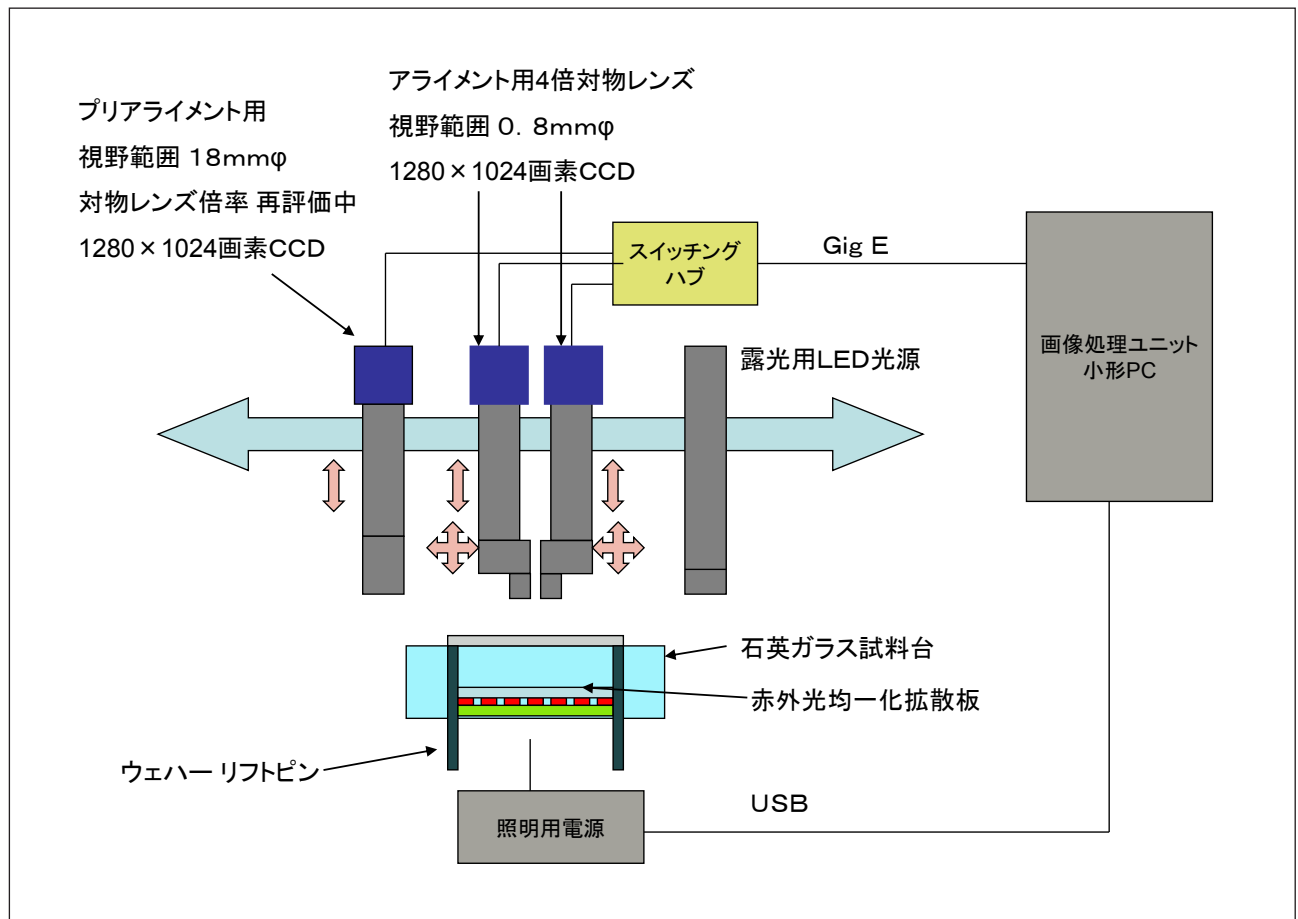 プリアライメント用
視野範囲 18mmφ
対物レンズ倍率 再評価中
1280×1024画素CCD
アライメント用4倍対物レンズ
視野範囲 0．8mmφ
1280×1024画素CCD
スイッチング
ハブ
Gig E
画像処理ユニット
小形PC
露光用LED光源
石英ガラス試料台
赤外光均一化拡散板
ウェハー リフトピン
照明用電源
USB